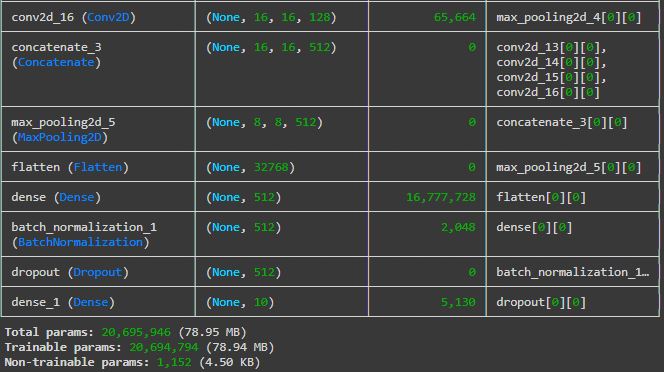 conv2d_16 (Conv2D) (None, 16, 16, 128) 65,664 max_pooling2d_4[0][0]
concatenate_3 (None, 16, 16, 512) 0 conv2d_13[0][0],
(Concatenate) conv2d_14[0][0],
conv2d_15[0][0],
conv2d_16[0][0]
max_pooling2d_5 (None, 8, 8, 512) 0 concatenate_3[0][0]
(MaxPooling2D)
flatten (Flatten) (None, 32768) 0 max_pooling2d_5[0][0]
dense (Dense) (None, 512) 16,777,728 flatten[0][0]
batch_normalization_1 (None, 512) 2,048 dense[0][0]
(BatchNormalization)
dropout (Dropout) (None, 512) 0 batch_normalization_1…
dense_1 (Dense) (None, 10) 5,130 dropout[0][0]
Total params: 20,695,946 (78.95 MB)
Trainable params: 20,694,794 (78.94 MB)
Non-trainable params: 1,152 (4.50 KB)